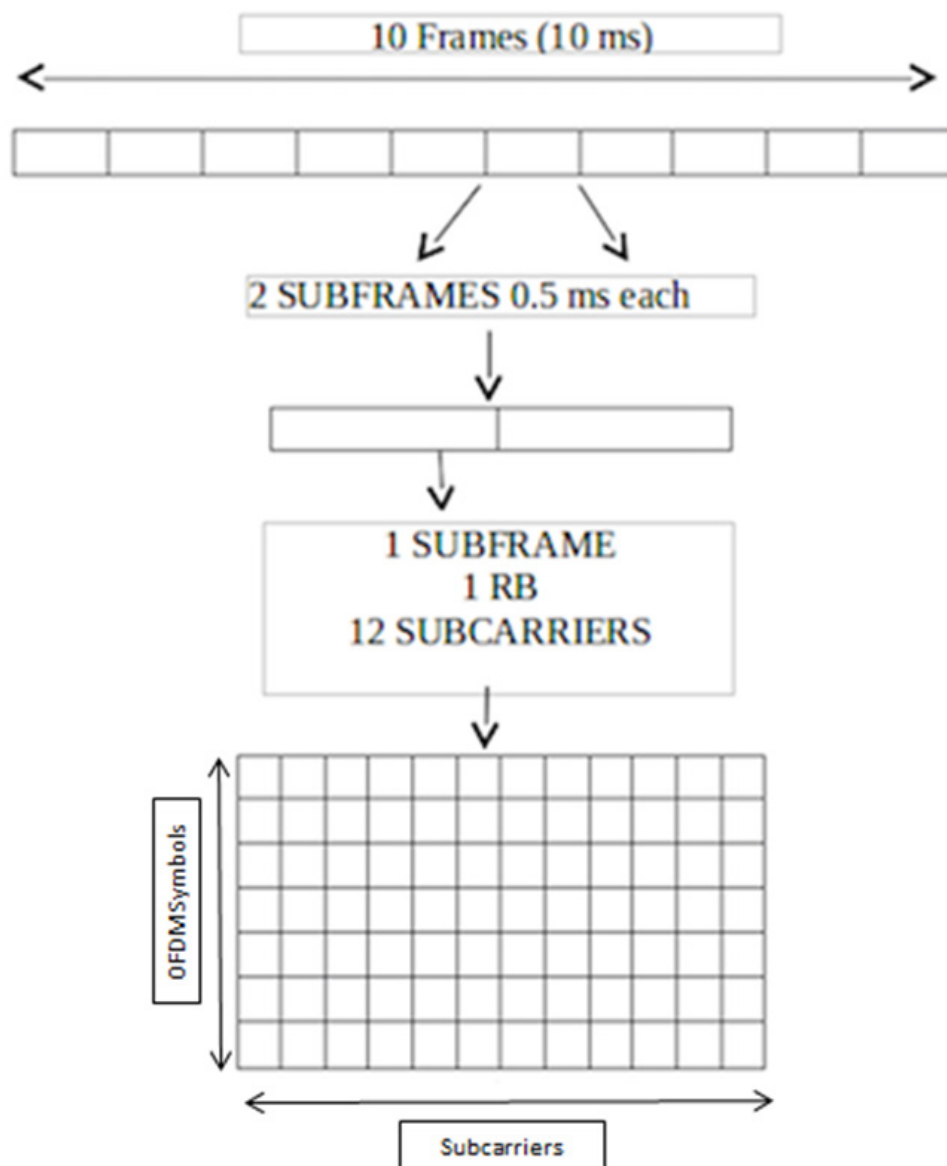 10 Frames (10 ms)
2 SUBFRAMES 0.5 ms each
1 SUBFRAME
1 RB
12 SUBCARRIERS
OFDMSymbols
Subcarriers